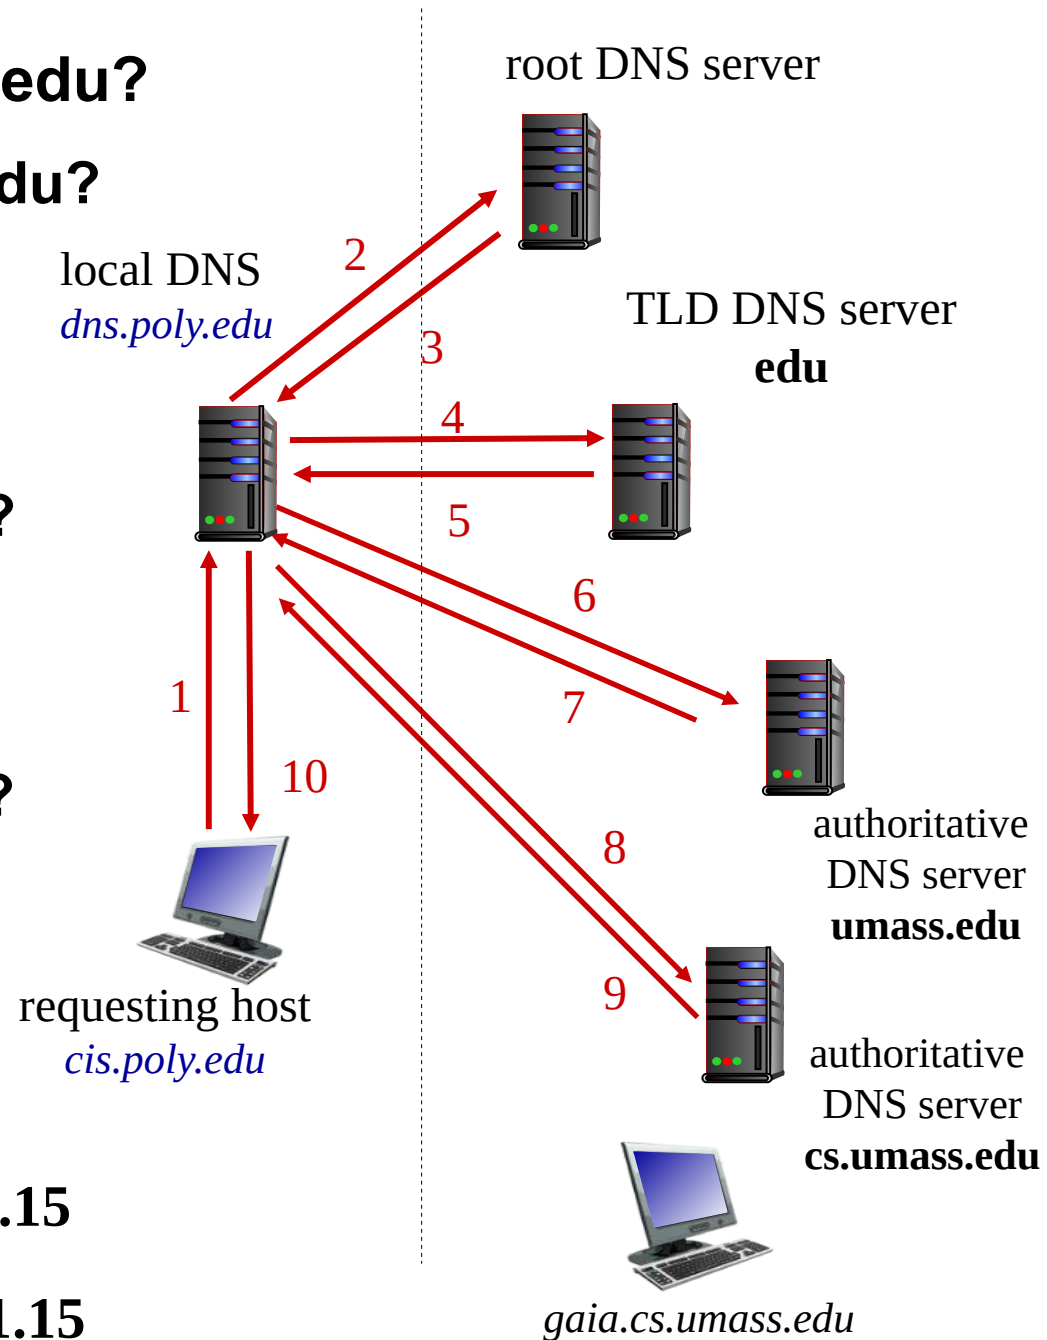 edu?
root DNS server
du?
2
local DNS
dns.poly.edu
TLD DNS server
edu
3
4
?
5
6
1
7
10
?
8
authoritative
DNS server
umass.edu
9
requesting host
cis.poly.edu
authoritative
DNS server
cs.umass.edu
.15
1.15
gaia.cs.umass.edu